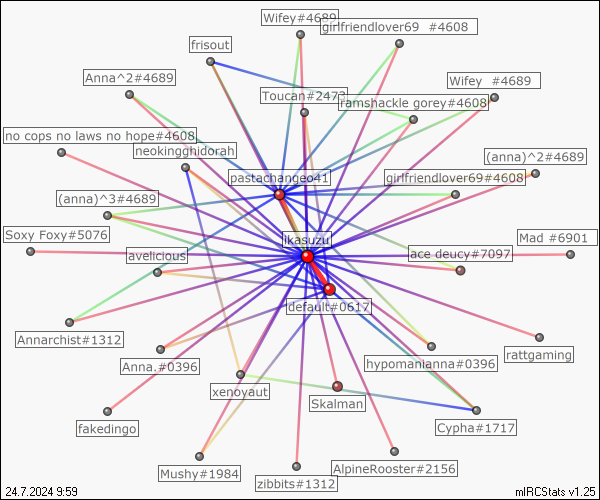 Wifey#4689
girlfriendlover69 #4608
frisout
Anna^2#4689
Toucan#2473
Wifey #4689
ramshackle gorey#4608
no cops no laws no hope#4608
neokingghidorah
(anna)^2#4689
pastachangeo41
girlfriendlover69#4608
(anna)^3#4689
Soxy Foxy#5076
ikasuzu
Mad #6901
avelicious
ace deucy#7097
default#0617
Annarchist#1312
rattgaming
Anna.#0396
hypomanianna#0396
xenoyaut
Skalman
fakedingo
Cypha#1717
Mushy#1984
zibbits#1312
AlpineRooster#2156
24.7.2024 9:59
mIRCStats v1.25